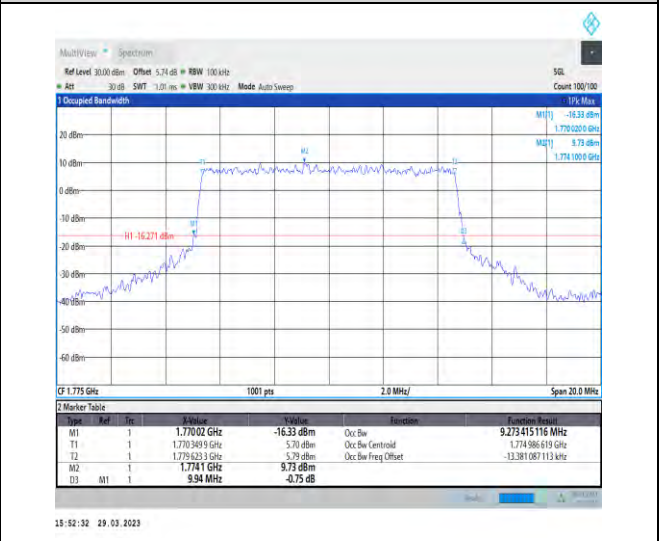 MultiView Spectrum
Ref Level 30.00 dBm Offset 5.74 dB RBW 100 kHz SGL
Att 30 dB SWT 1.01 ms VBW 300 kHz Mode Auto Sweep Count 100/100
1 Occupied Bandwidth 1Pk Max
M1[1] -16.33 dBm
1.770 020 0 GHz
M2[1] 9.73 dBm
1.774 100 0 GHz
20 dBm
M2
T1 T2
10 dBm
0 dBm
-10 dBm
M1
H1 -16.271 dBm
-20 dBm
-30 dBm
-40 dBm
-50 dBm
-60 dBm
CF 1.775 GHz 1001 pts 2.0 MHz/ Span 20.0 MHz
2 Marker Table
Type Ref Trc X-Value Y-Value Function Function Result
M1 1 1.77002 GHz -16.33 dBm Occ Bw 9.273 415 116 MHz
T1 1 1.770 349 9 GHz 5.70 dBm Occ Bw Centroid 1.774 986 619 GHz
T2 1 1.779 623 3 GHz 5.79 dBm Occ Bw Freq Offset -13.381 087 113 kHz
M2 1 1.7741 GHz 9.73 dBm
D3 M1 1 9.94 MHz -0.75 dB
15:52:32 29.03.2023